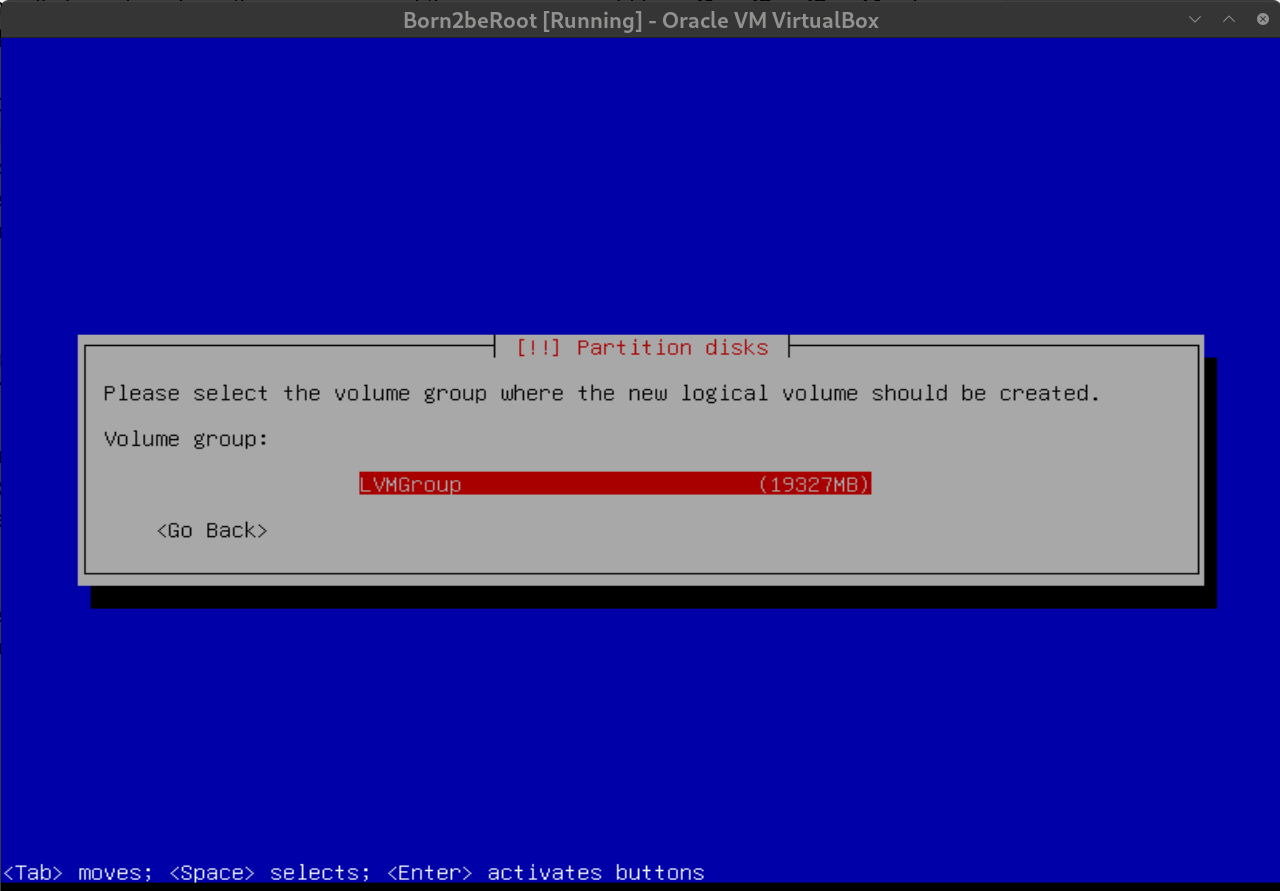 Born2beRoot [Running] - Oracle VM VirtualBox
[!!] Partition disks
Please select the volume group where the new logical volume should be created.
Volume group:
LVMGroup (19327MB)
<Go Back>
<Tab> moves; <Space> selects; <Enter> activates buttons